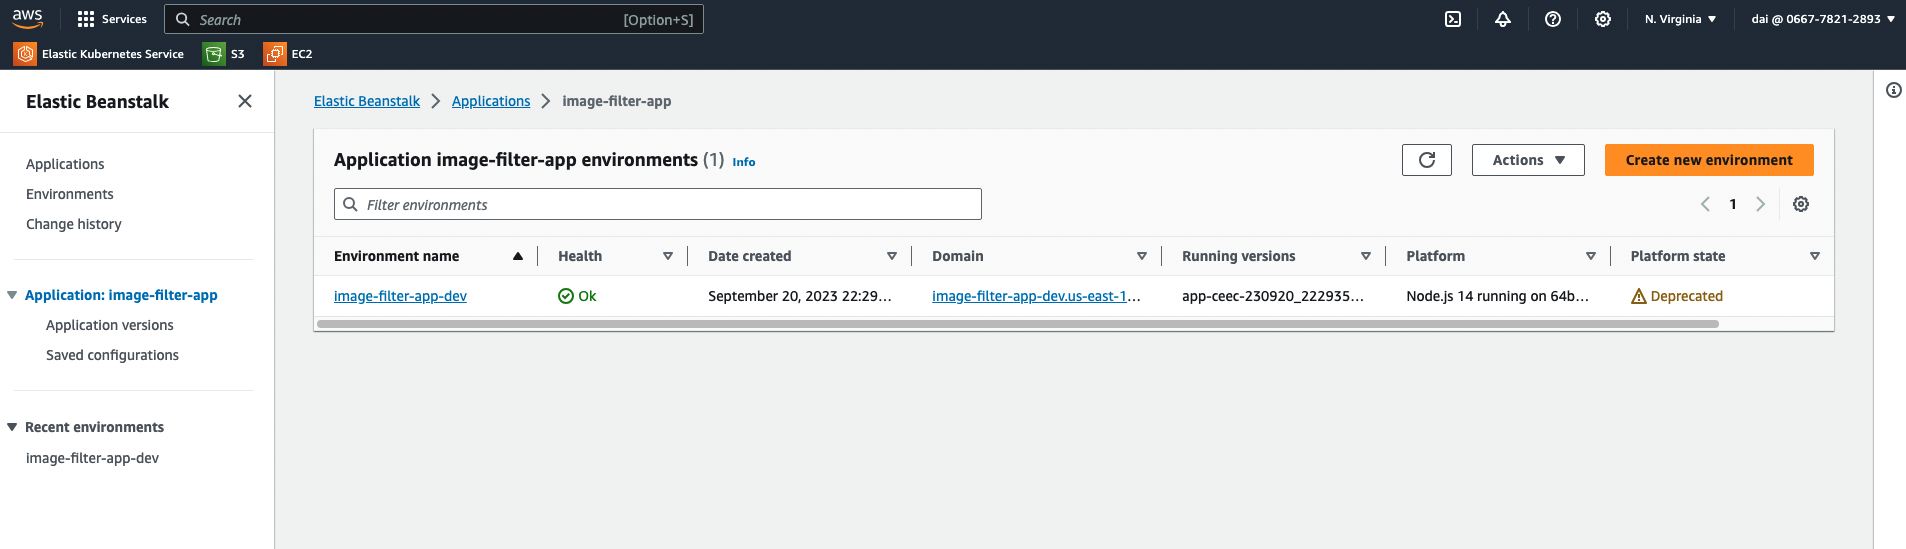 aws Services Search [Option+S] N. Virginia ▼ dai @ 0667-7821-2893 ▼
Elastic Kubernetes Service S3 EC2
Elastic Beanstalk
Applications
Environments
Change history
Application: image-filter-app
Application versions
Saved configurations
Recent environments
image-filter-app-dev
Elastic Beanstalk > Applications > image-filter-app
Application image-filter-app environments (1) Info
Actions ▼ Create new environment
Filter environments
1
Environment name Health Date created Domain Running versions Platform Platform state
image-filter-app-dev Ok September 20, 2023 22:29... image-filter-app-dev.us-east-1... app-ceec-230920_222935... Node.js 14 running on 64b... Deprecated